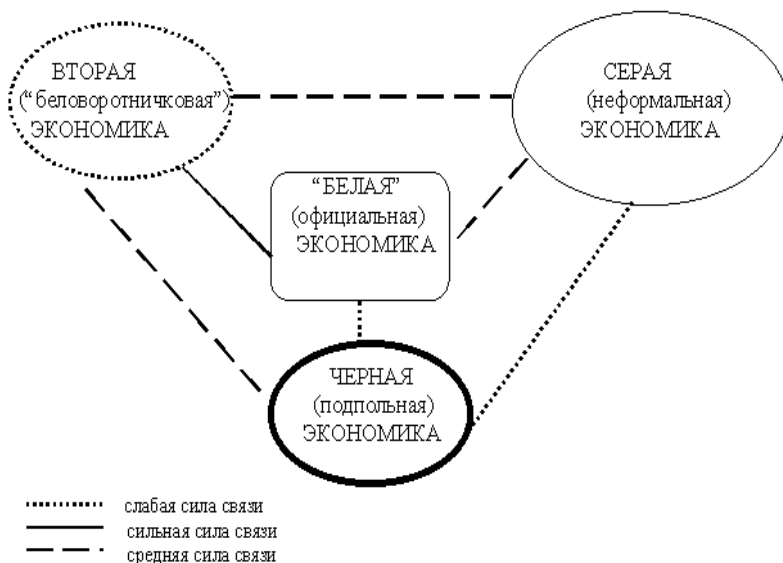 ВТОРАЯ
(“беловоротничковая”)
ЭКОНОМИКА
СЕРАЯ
(неформальная)
ЭКОНОМИКА
“БЕЛАЯ”
(официальная)
ЭКОНОМИКА
ЧЕРНАЯ
(подпольная)
ЭКОНОМИКА
слабая сила связи
сильная сила связи
средняя сила связи